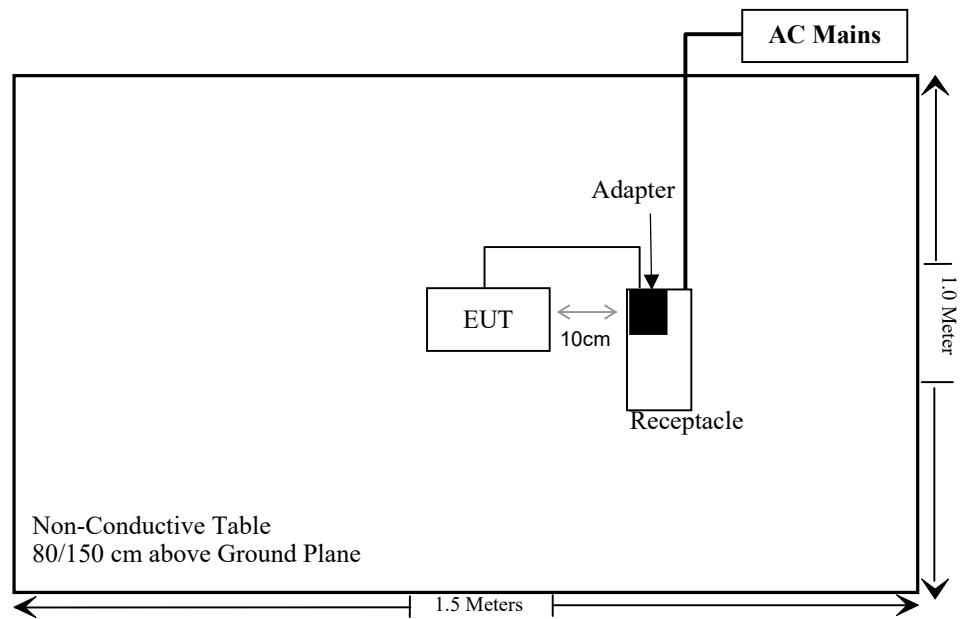 AC Mains
Adapter
EUT
10cm
1.0 Meter
Receptacle
Non-Conductive Table
80/150 cm above Ground Plane
1.5 Meters